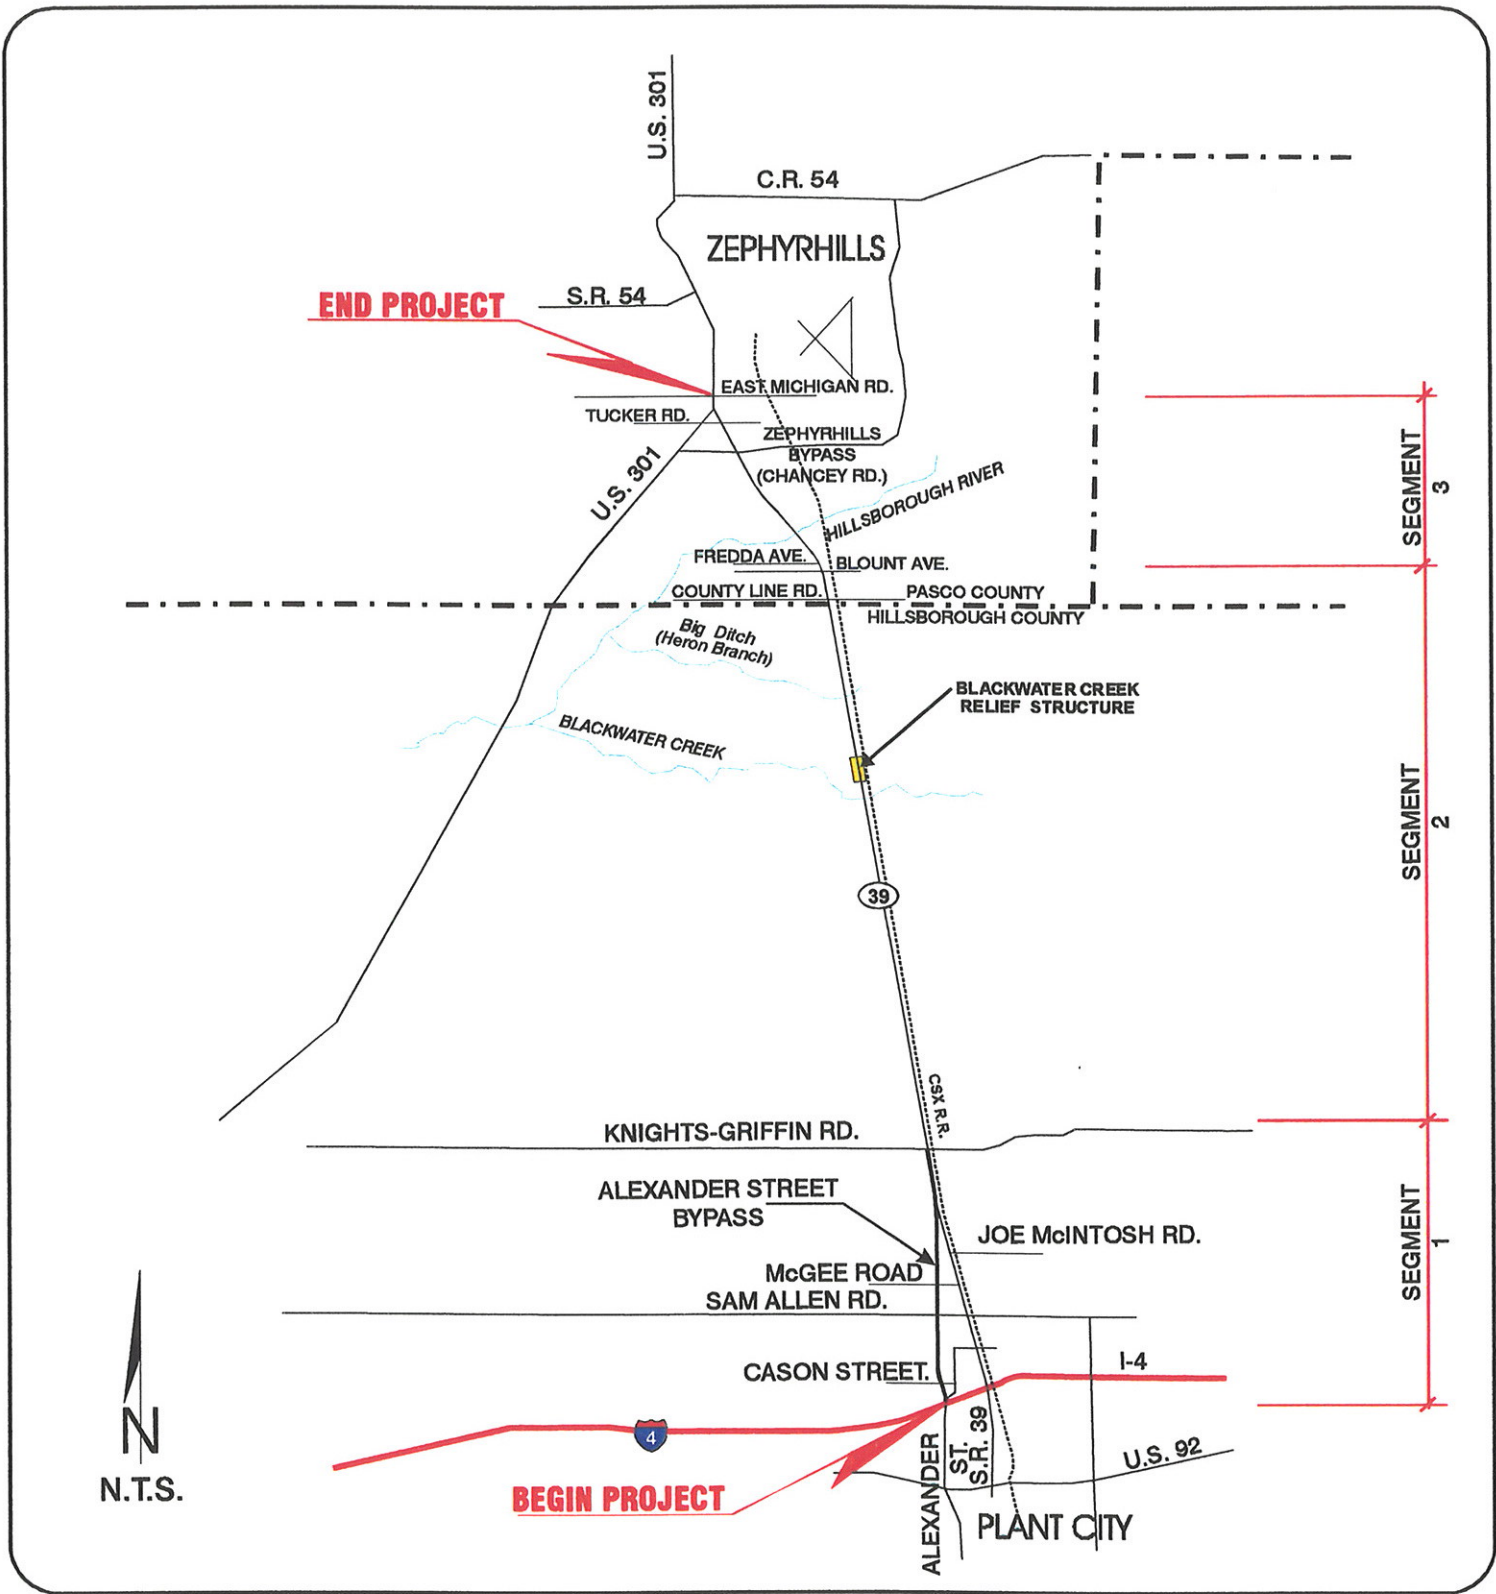 U.S. 301
C.R. 54
ZEPHYRHILLS
S.R. 54
END PROJECT
EAST MICHIGAN RD.
TUCKER RD.
ZEPHYRHILLS
BYPASS
(CHANCEY RD.)
U.S. 301
HILLSBOROUGH RIVER
SEGMENT
3
FREDDA AVE.
BLOUNT AVE.
COUNTY LINE RD.
PASCO COUNTY
HILLSBOROUGH COUNTY
Big Ditch
(Heron Branch)
BLACKWATER CREEK
RELIEF STRUCTURE
BLACKWATER CREEK
SEGMENT
2
39
CSX R.R.
KNIGHTS-GRIFFIN RD.
ALEXANDER STREET
BYPASS
JOE McINTOSH RD.
SEGMENT
1
McGEE ROAD
SAM ALLEN RD.
CASON STREET.
I-4
4
N
N.T.S.
BEGIN PROJECT
ALEXANDER
ST.
S.R. 39
U.S. 92
PLANT CITY